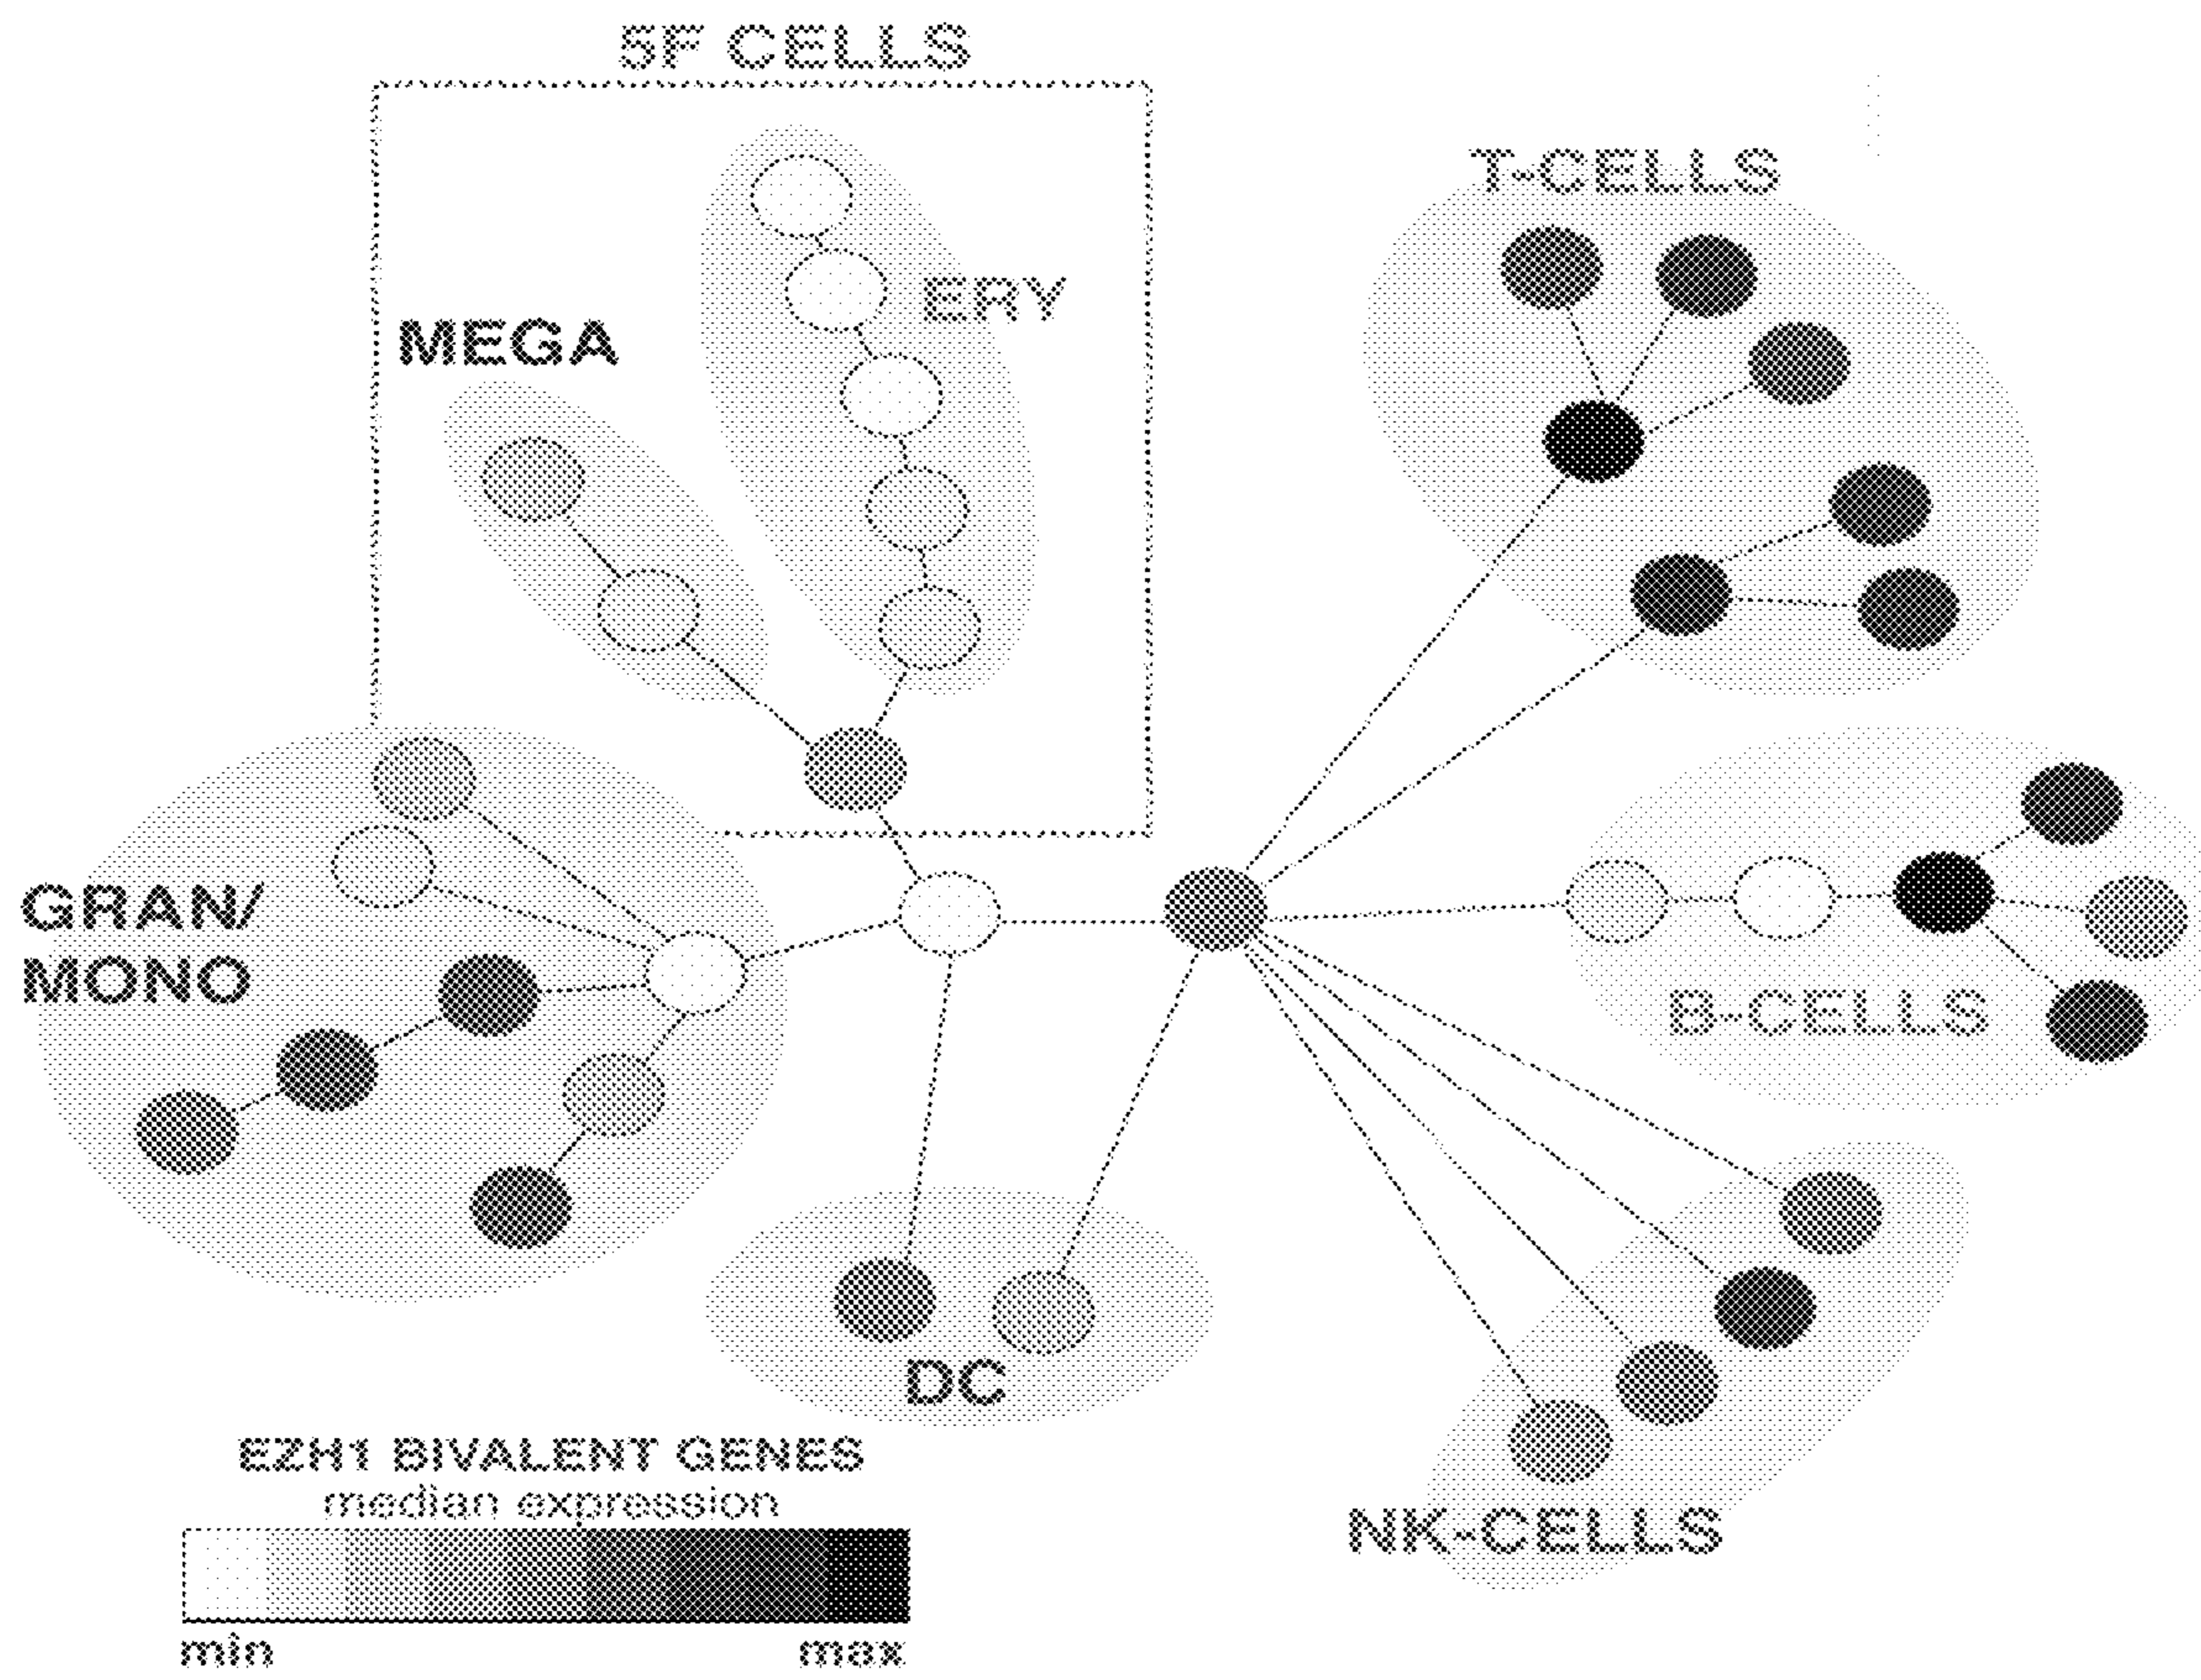 5F CELLS
T-CELLS
ERY
MEGA
GRAN/
MONO
B-CELLS
DC
NK-CELLS
EZH1 BIVALENT GENES
median expression
min
max